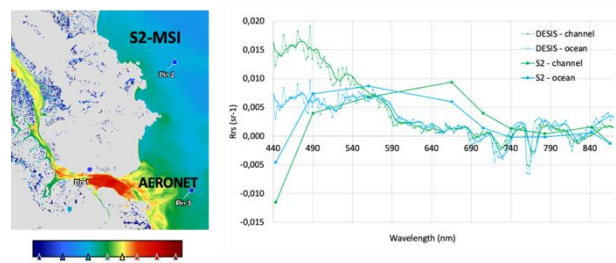 S2-MSI
Pin 2
Pin 1
AERONET
Pin 3
0,020
0,015
0,010
0,005
0,000
-0,005
-0,010
-0,015
Rrs (sr-1)
440 490 540 590 640 690 740 790 840
Wavelength (nm)
DESIS - channel
DESIS - ocean
S2 - channel
S2 - ocean